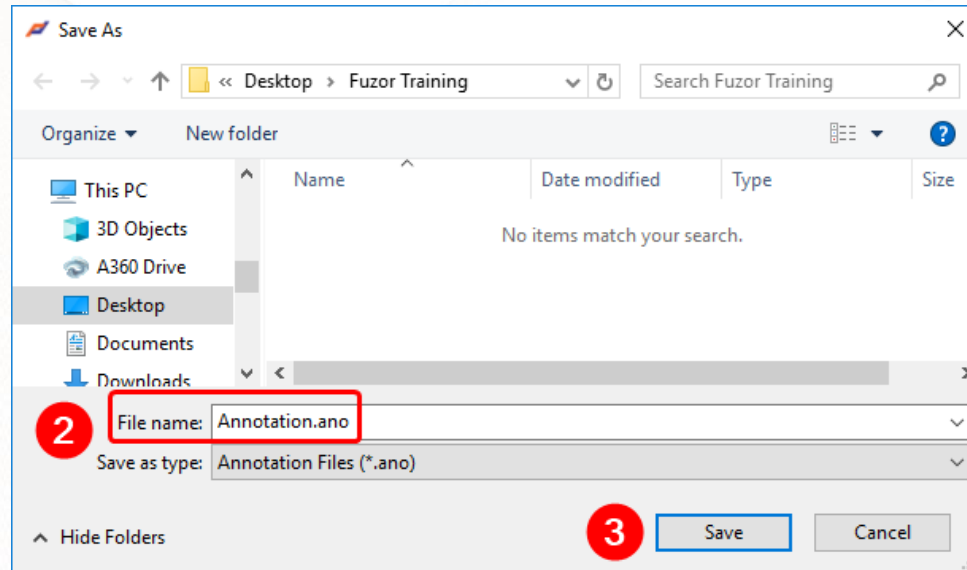 Save As
« Desktop › Fuzor Training
Search Fuzor Training
Organize
New folder
?
This PC
3D Objects
A360 Drive
Desktop
Documents
Downloads
Name
Date modified
Type
Size
No items match your search.
2
File name: Annotation.ano
Save as type: Annotation Files (*.ano)
Hide Folders
3
Save
Cancel